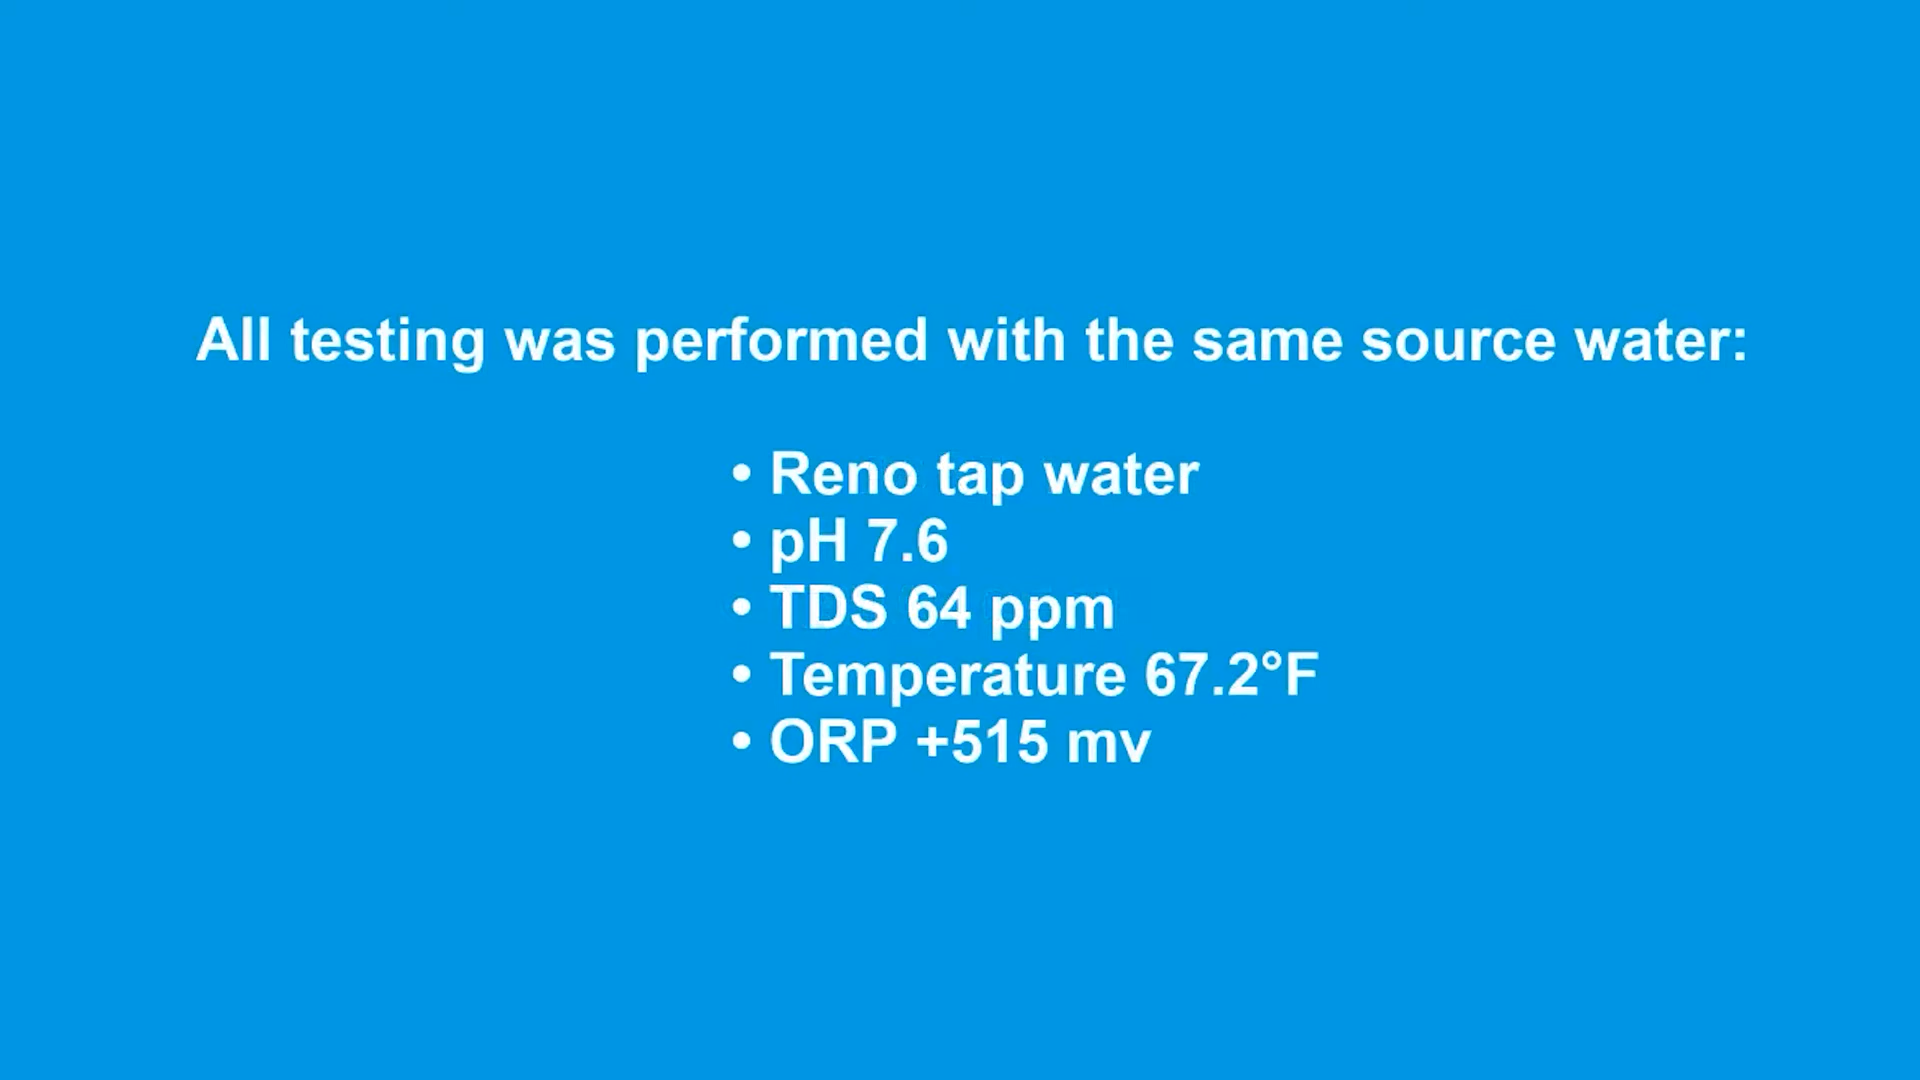 All testing was performed with the same source water:
• Reno tap water
• pH 7.6
• TDS 64 ppm
• Temperature 67.2°F
• ORP +515 mv